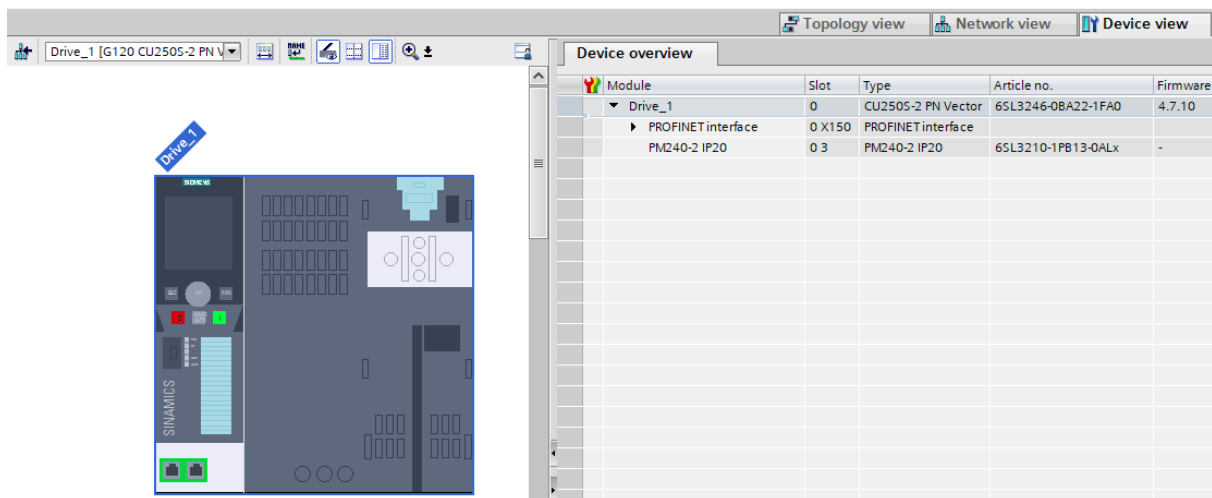 Topology view Network view Device view
Drive_1 [G120 CU250S-2 PN V
Device overview
Module Slot Type Article no. Firmware
Drive_1 0 CU250S-2 PN Vector 6SL3246-0BA22-1FA0 4.7.10
PROFINET interface 0 X150 PROFINET interface
PM240-2 IP20 0 3 PM240-2 IP20 6SL3210-1PB13-0ALx -
Drive_1
SIEMENS
SINAMICS